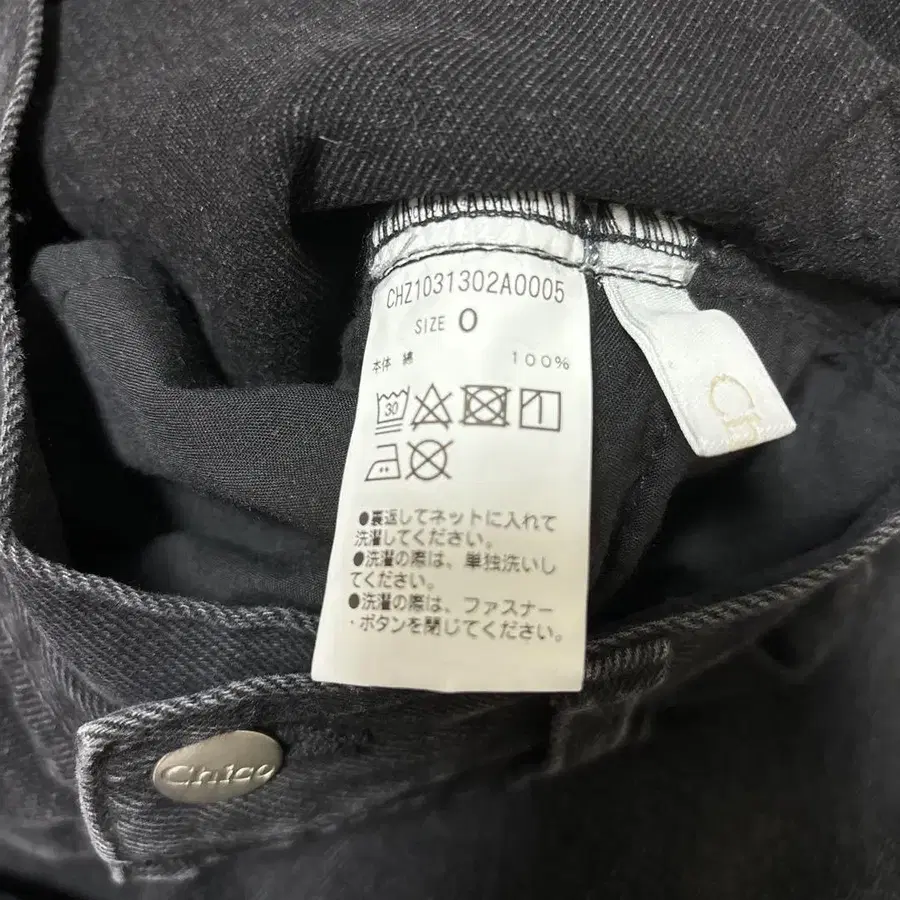 CHZ1031302A0005
SIZE 0
本体 綿 100%
30
●裏返してネットに入れて
洗濯してください。
●洗濯の際は、単独洗いし
てください。
●洗濯の際は、ファスナー
・ボタンを閉じてください。
Chico